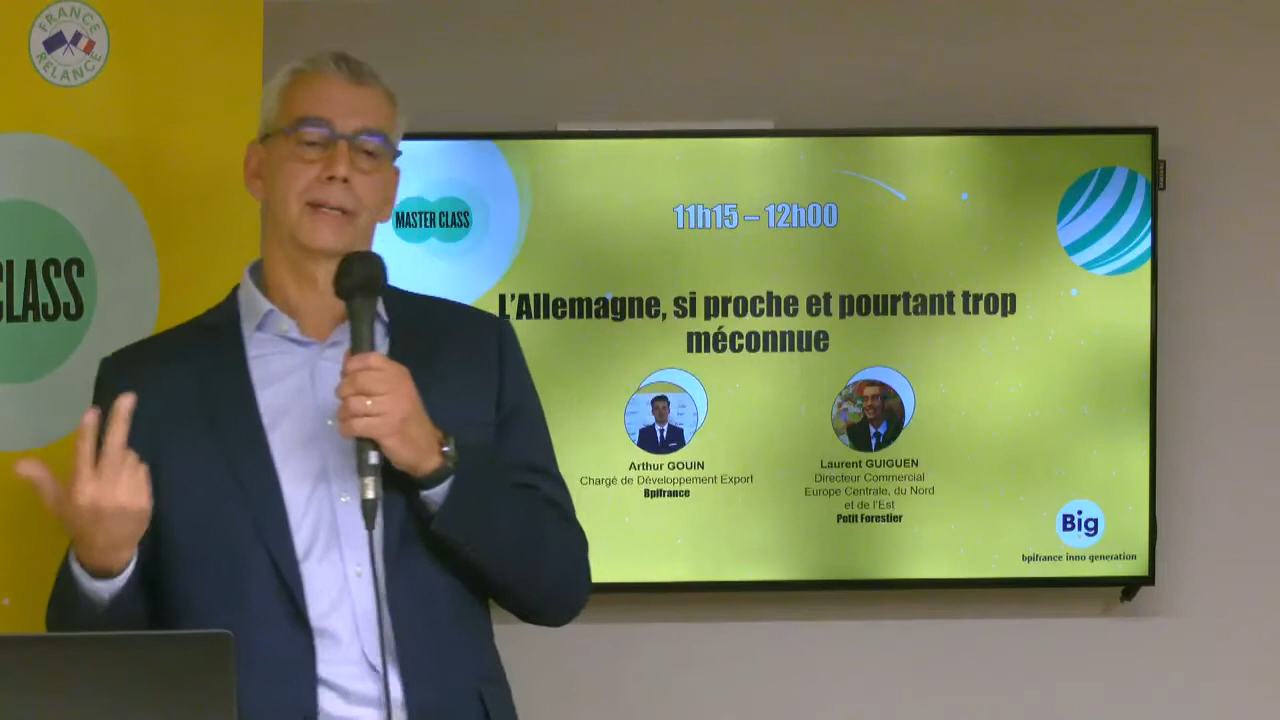 FRANCE
RELANCE
CLASS
MASTER CLASS
11h15 – 12h00
L'Allemagne, si proche et pourtant trop
méconnue
Arthur GOUIN
Chargé de Développement Export
Bpifrance
Laurent GUIGUEN
Directeur Commercial
Europe Centrale, du Nord
et de l'Est
Petit Forestier
Big
bpifrance inno generation